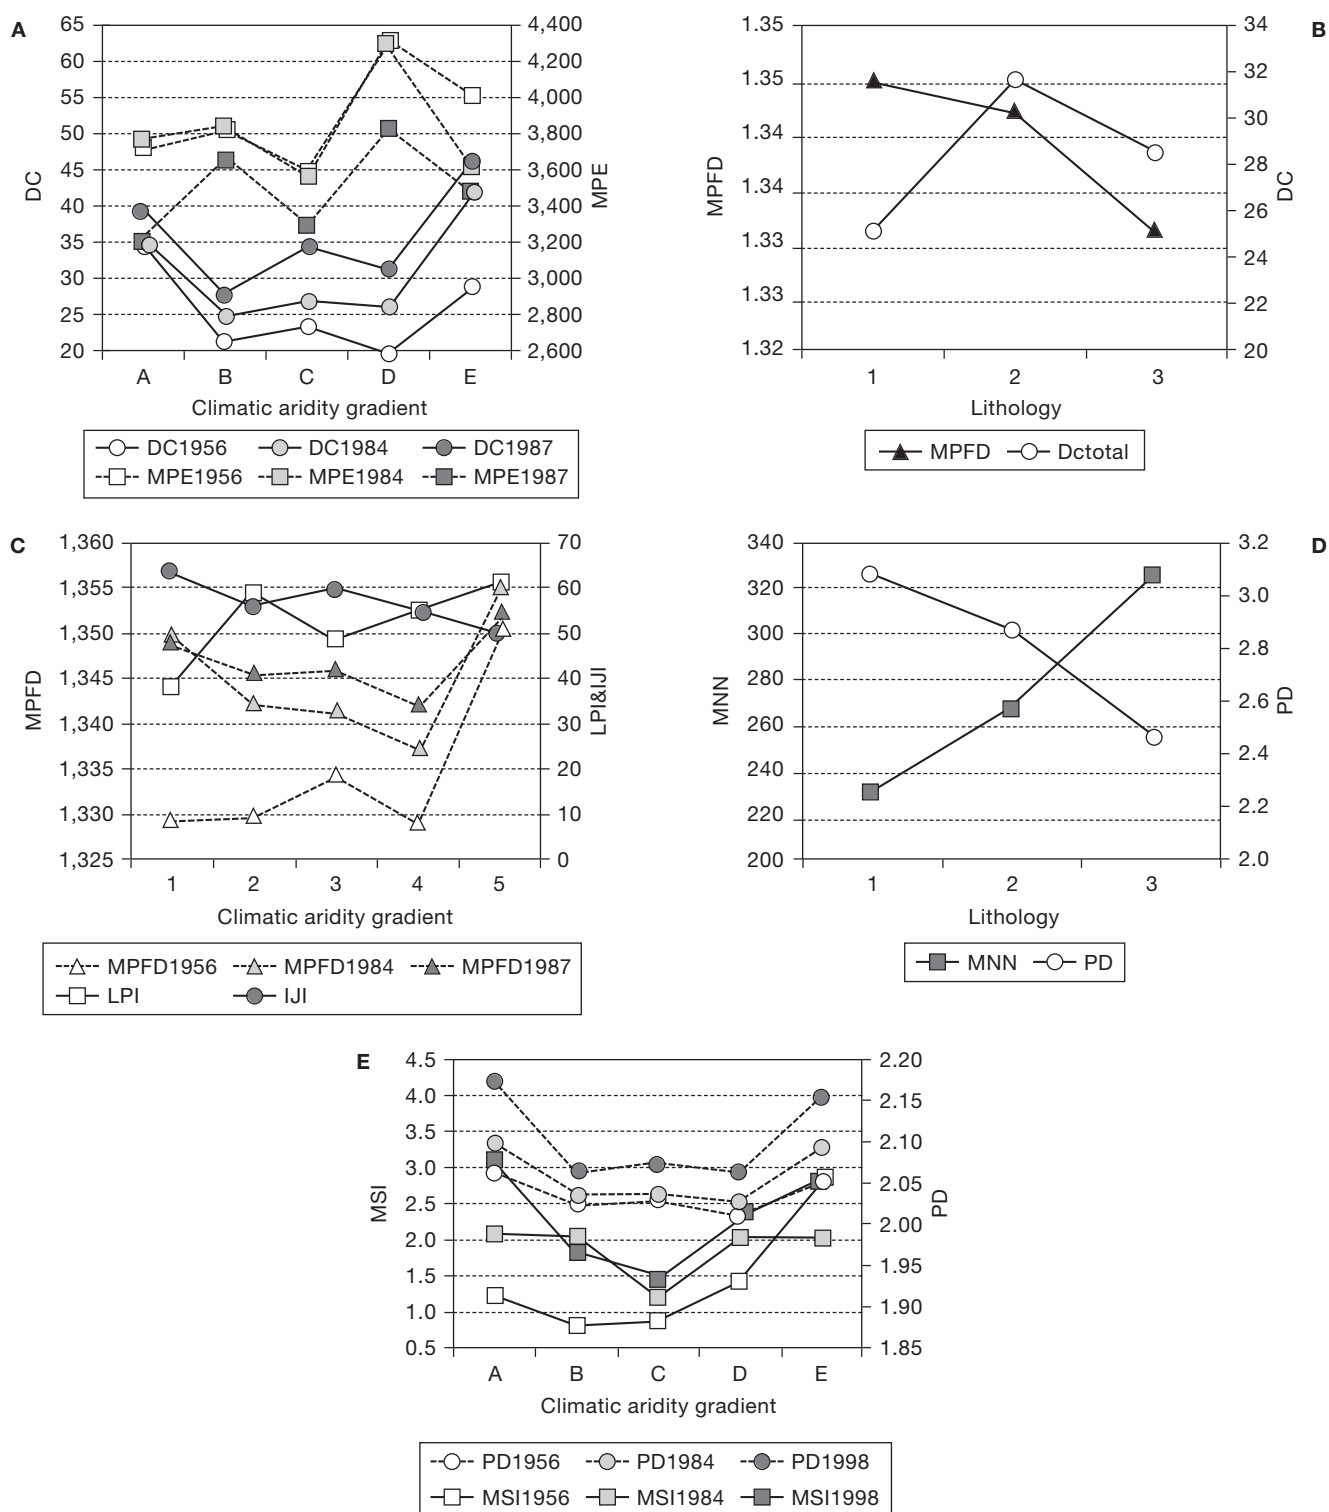 A
65
60
55
50
45
40
35
30
25
20
DC
4,400
4,200
4,000
3,800
3,600
3,400
3,200
3,000
2,800
2,600
MPE
A B C D E
Climatic aridity gradient
DC1956 DC1984 DC1987
MPE1956 MPE1984 MPE1987
B
1.35
1.35
1.34
1.34
1.33
1.33
1.32
MPFD
34
32
30
28
26
24
22
20
DC
1 2 3
Lithology
MPFD Dctotal
C
1,360
1,355
1,350
1,345
1,340
1,335
1,330
1,325
MPFD
70
60
50
40
30
20
10
0
LPI&IJI
1 2 3 4 5
Climatic aridity gradient
MPFD1956 MPFD1984 MPFD1987
LPI IJI
D
340
320
300
280
260
240
220
200
MNN
3.2
3.0
2.8
2.6
2.4
2.2
2.0
PD
1 2 3
Lithology
MNN PD
E
4.5
4.0
3.5
3.0
2.5
2.0
1.5
1.0
0.5
MSI
2.20
2.15
2.10
2.05
2.00
1.95
1.90
1.85
PD
A B C D E
Climatic aridity gradient
PD1956 PD1984 PD1998
MSI1956 MSI1984 MSI1998